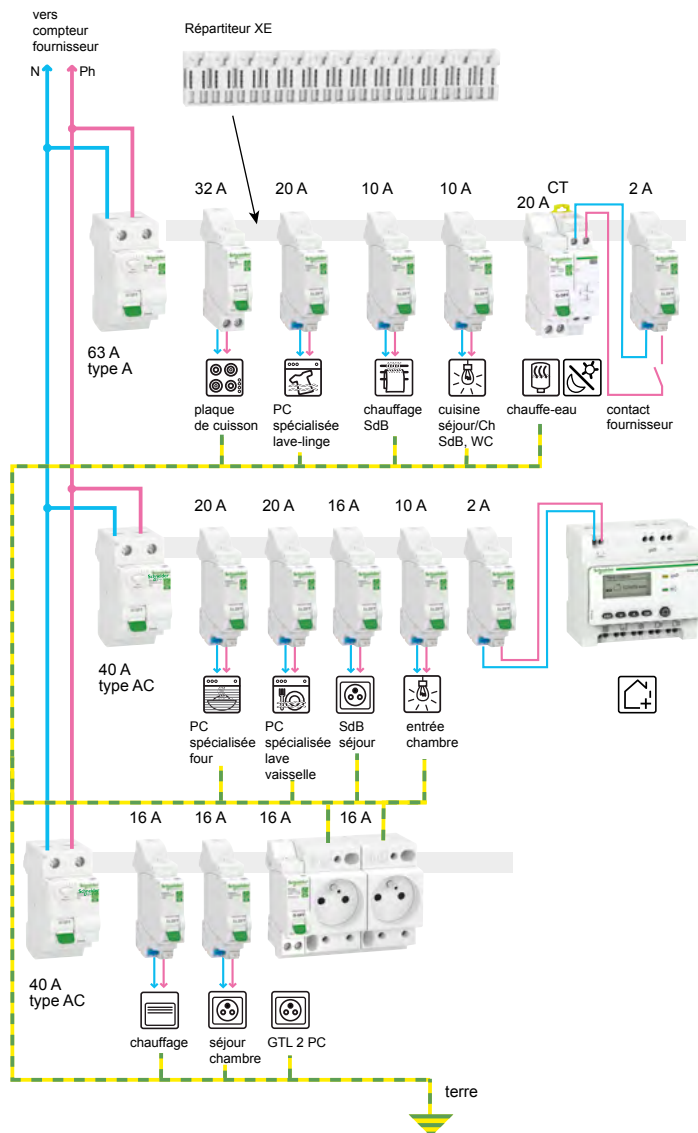 vers
compteur
fournisseur
N
Ph
Répartiteur XE
32 A
20 A
10 A
10 A
CT
20 A
2 A
63 A
type A
plaque
de cuisson
PC
spécialisée
lave-linge
chauffage
SdB
cuisine
séjour/Ch
SdB, WC
chauffe-eau
contact
fournisseur
20 A
20 A
16 A
10 A
2 A
Schneider
40 A
type AC
PC
spécialisée
four
PC
spécialisée
lave
vaisselle
SdB
séjour
entrée
chambre
16 A
16 A
16 A
16 A
Schneider
40 A
type AC
chauffage
séjour
chambre
GTL 2 PC
terre